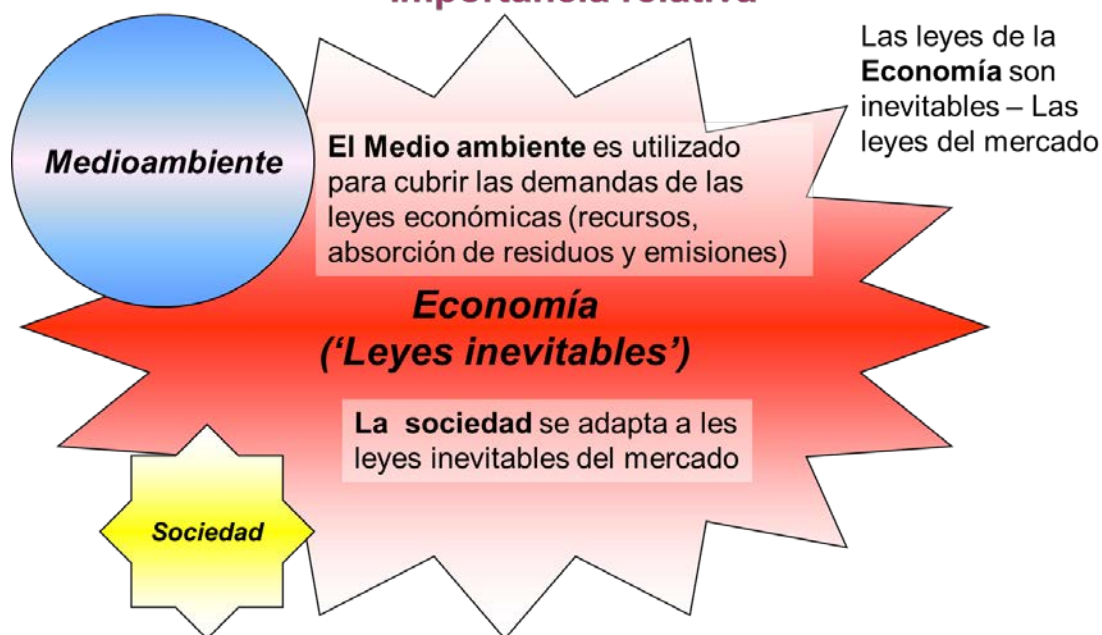 importancia relativa
Las leyes de la
Economía son
inevitables – Las
leyes del mercado
Medioambiente
El Medio ambiente es utilizado
para cubrir las demandas de las
leyes económicas (recursos,
absorción de residuos y emisiones)
Economía
(‘Leyes inevitables’)
La sociedad se adapta a les
leyes inevitables del mercado
Sociedad